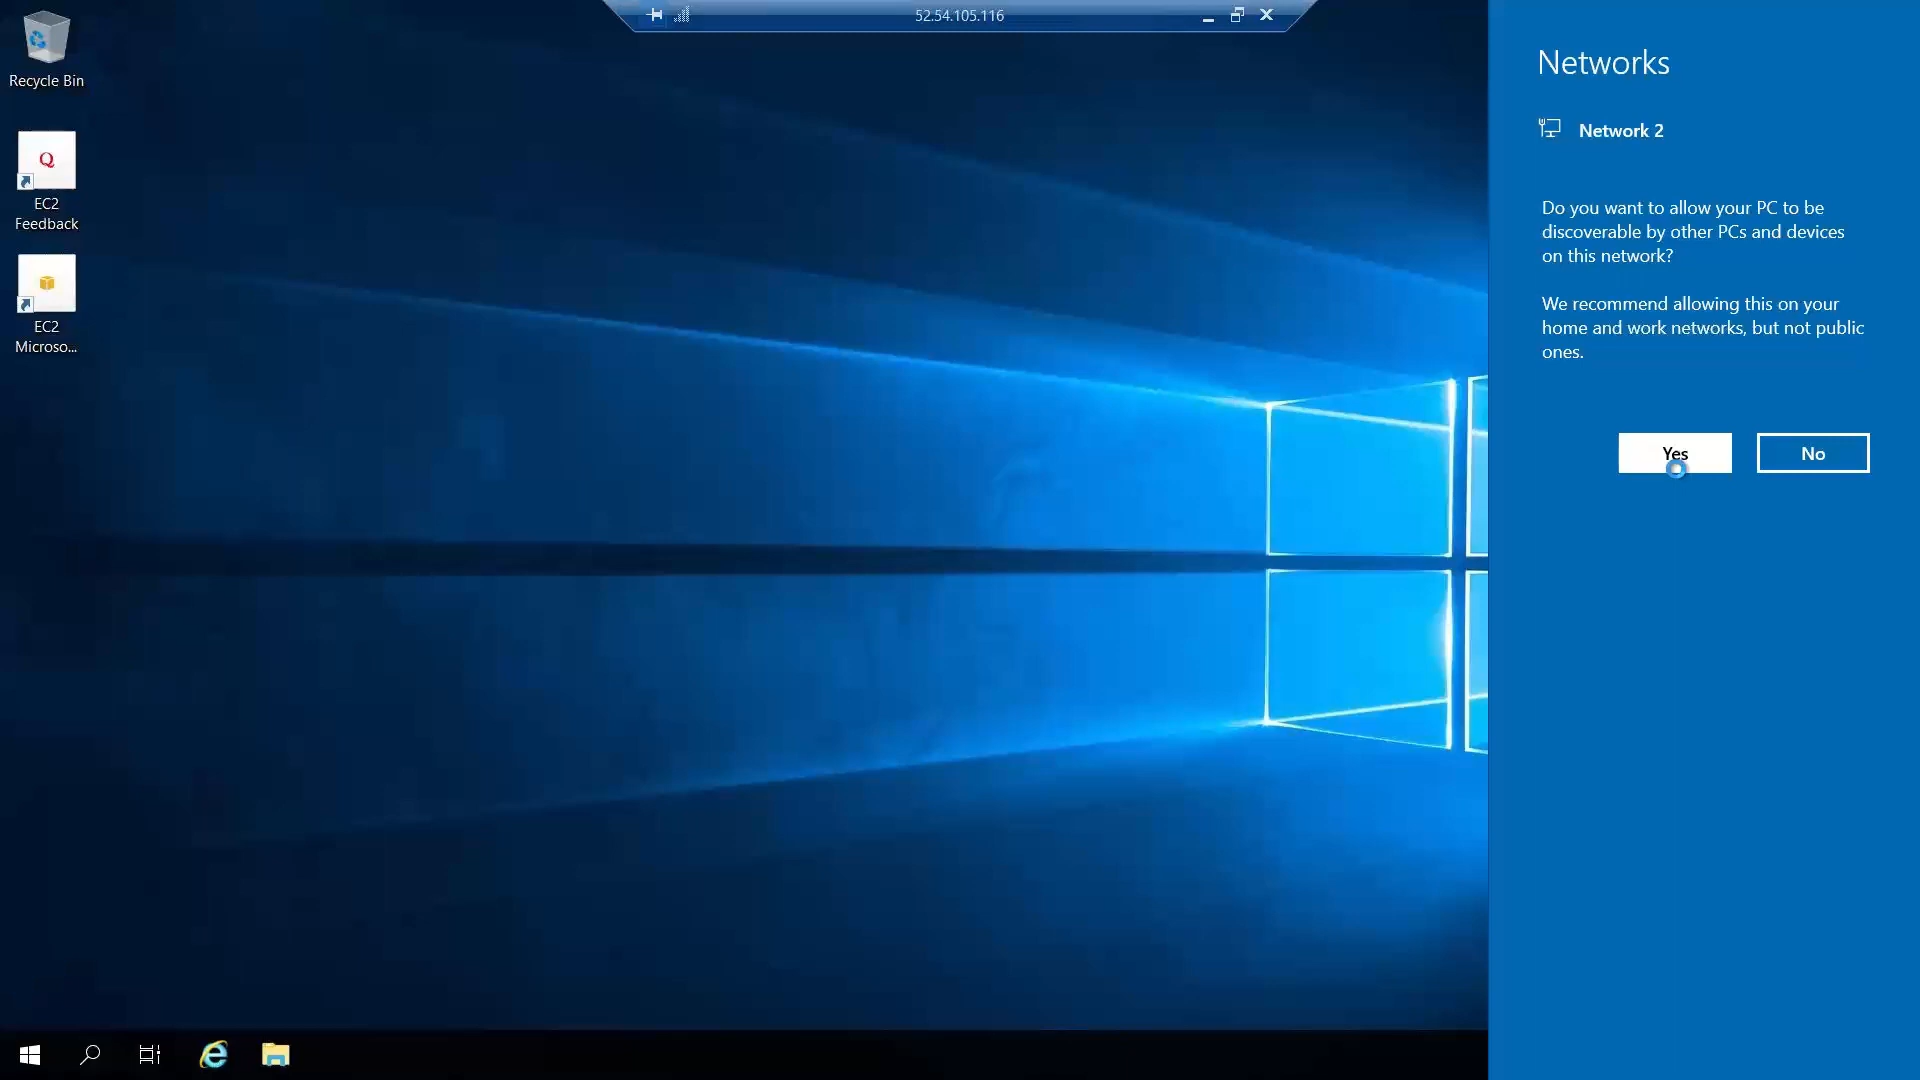 52.54.105.116
Recycle Bin
Q
EC2
Feedback
EC2
Microso...
Networks
Network 2
Do you want to allow your PC to be
discoverable by other PCs and devices
on this network?
We recommend allowing this on your
home and work networks, but not public
ones.
Yes
No